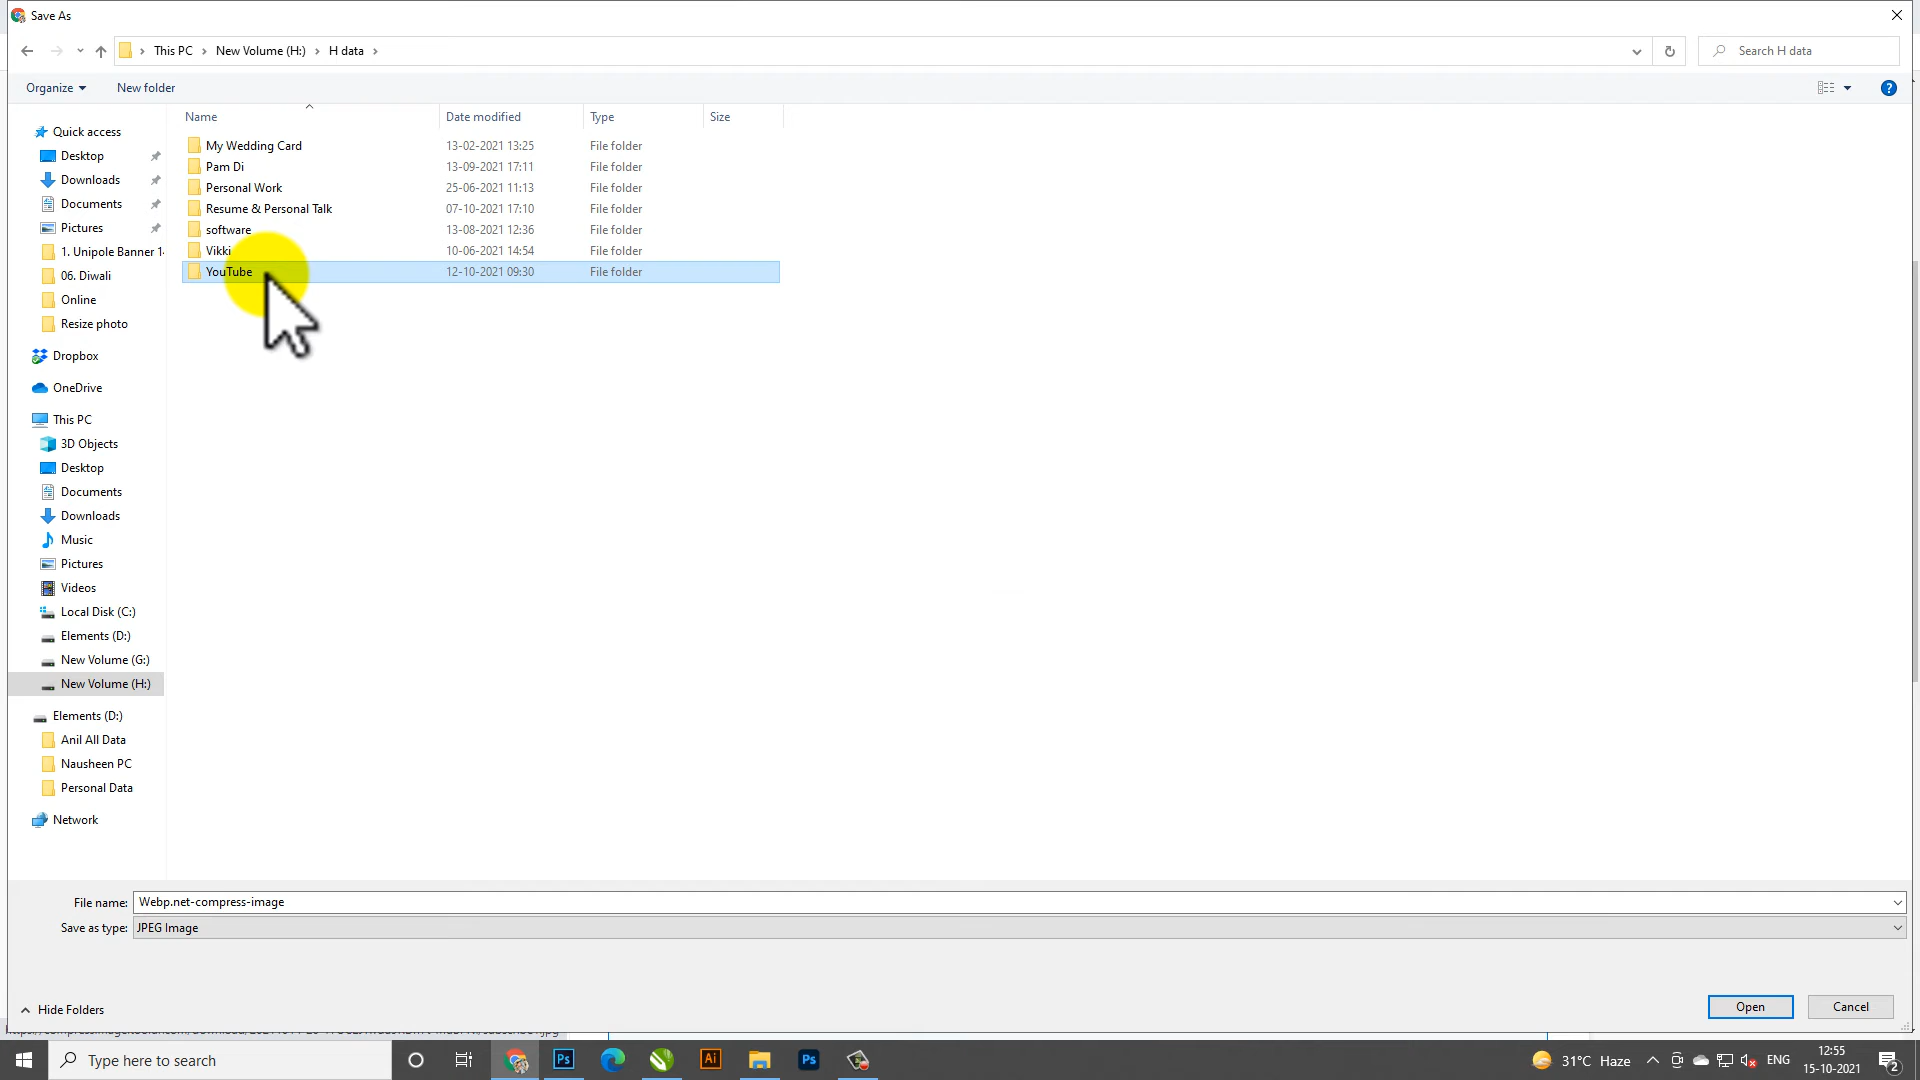 Save As
This PC > New Volume (H:) > H data >
Search H data
Organize
New folder
Name
Date modified
Type
Size
Quick access
Desktop
Downloads
Documents
Pictures
1. Unipole Banner 1
06. Diwali
Online
Resize photo
Dropbox
OneDrive
This PC
3D Objects
Desktop
Documents
Downloads
Music
Pictures
Videos
Local Disk (C:)
Elements (D:)
New Volume (G:)
New Volume (H:)
Elements (D:)
Anil All Data
Nausheen PC
Personal Data
Network
My Wedding Card 13-02-2021 13:25 File folder
Pam Di 13-09-2021 17:11 File folder
Personal Work 25-06-2021 11:13 File folder
Resume & Personal Talk 07-10-2021 17:10 File folder
software 13-08-2021 12:36 File folder
Vikki 10-06-2021 14:54 File folder
YouTube 12-10-2021 09:30 File folder
File name: Webp.net-compress-image
Save as type: JPEG Image
Hide Folders
Open
Cancel
Type here to search
Ps
Ai
Ps
31°C Haze
ENG
12:55
15-10-2021
2